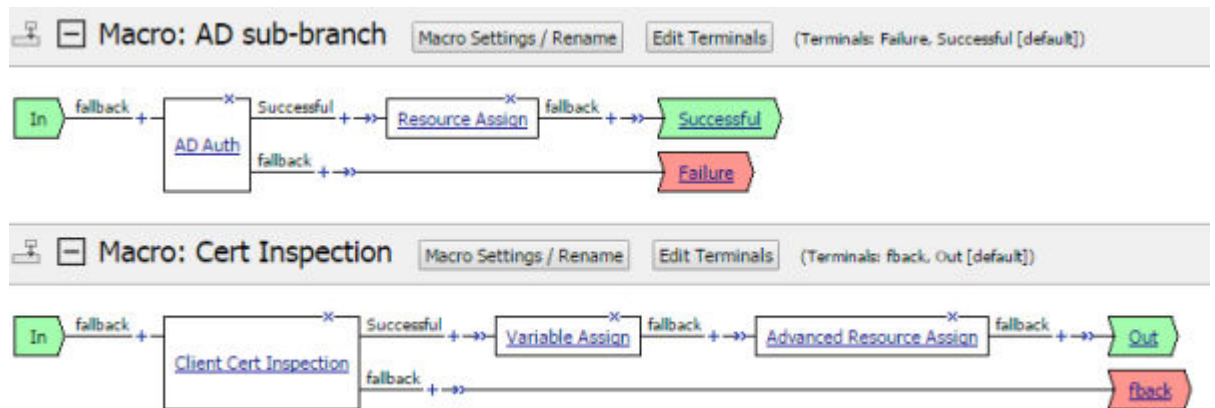 Macro: AD sub-branch Macro Settings / Rename Edit Terminals (Terminals: Failure, Successful [default])
In fallback + AD Auth Successful + Resource Assign fallback + Successful
fallback + Failure
Macro: Cert Inspection Macro Settings / Rename Edit Terminals (Terminals: fback, Out [default])
In fallback + Client Cert Inspection Successful + Variable Assign fallback + Advanced Resource Assign fallback + Out
fallback + fback